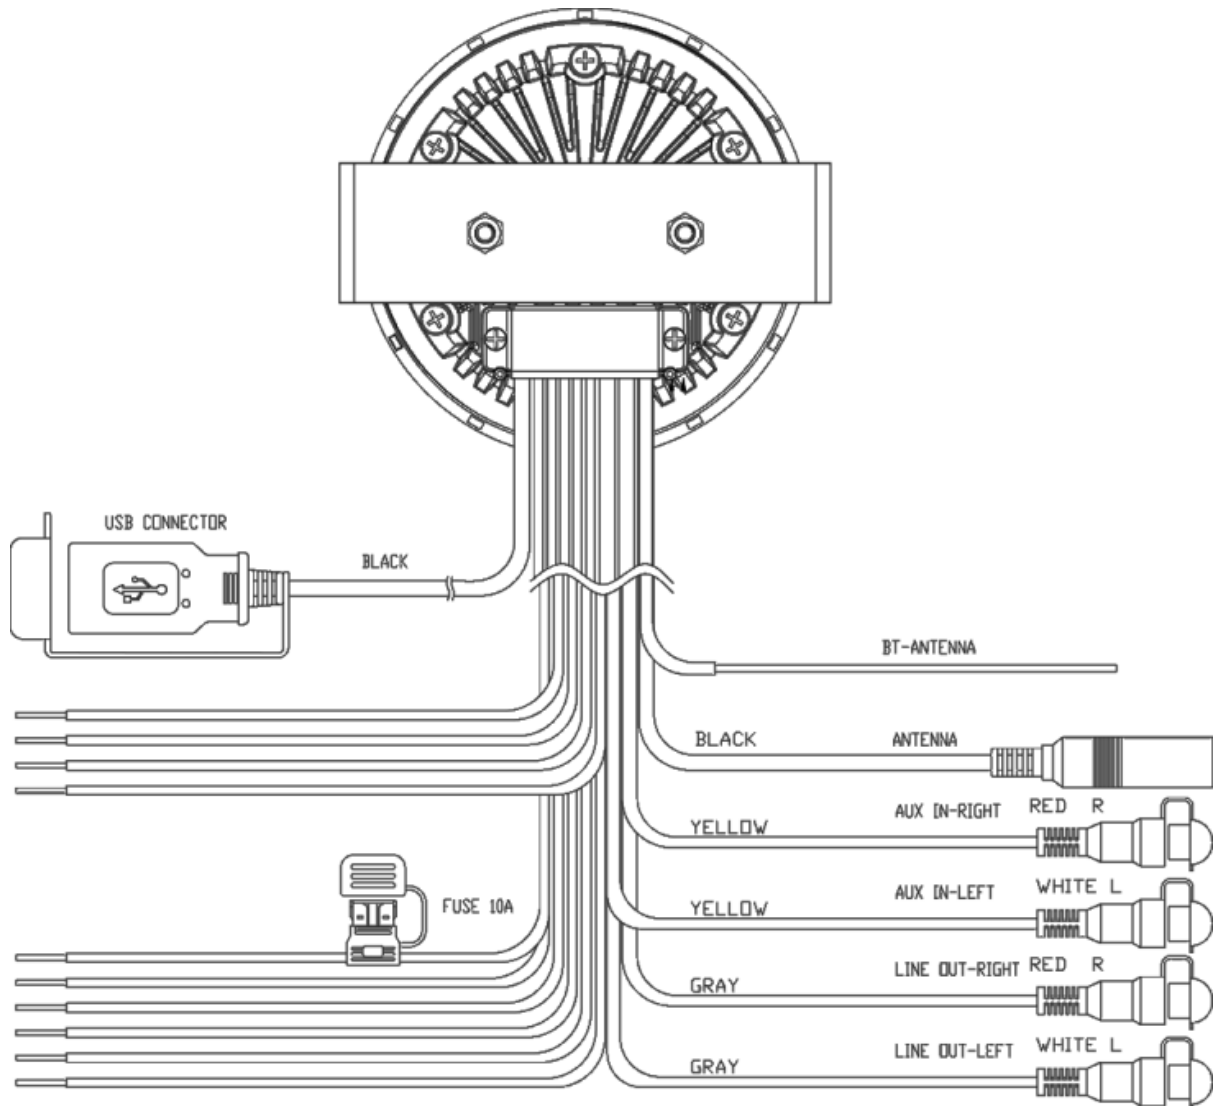 USB CONNECTOR
BLACK
BT-ANTENNA
BLACK ANTENNA
YELLOW AUX IN-RIGHT RED R
YELLOW AUX IN-LEFT WHITE L
FUSE 10A
GRAY LINE OUT-RIGHT RED R
GRAY LINE OUT-LEFT WHITE L